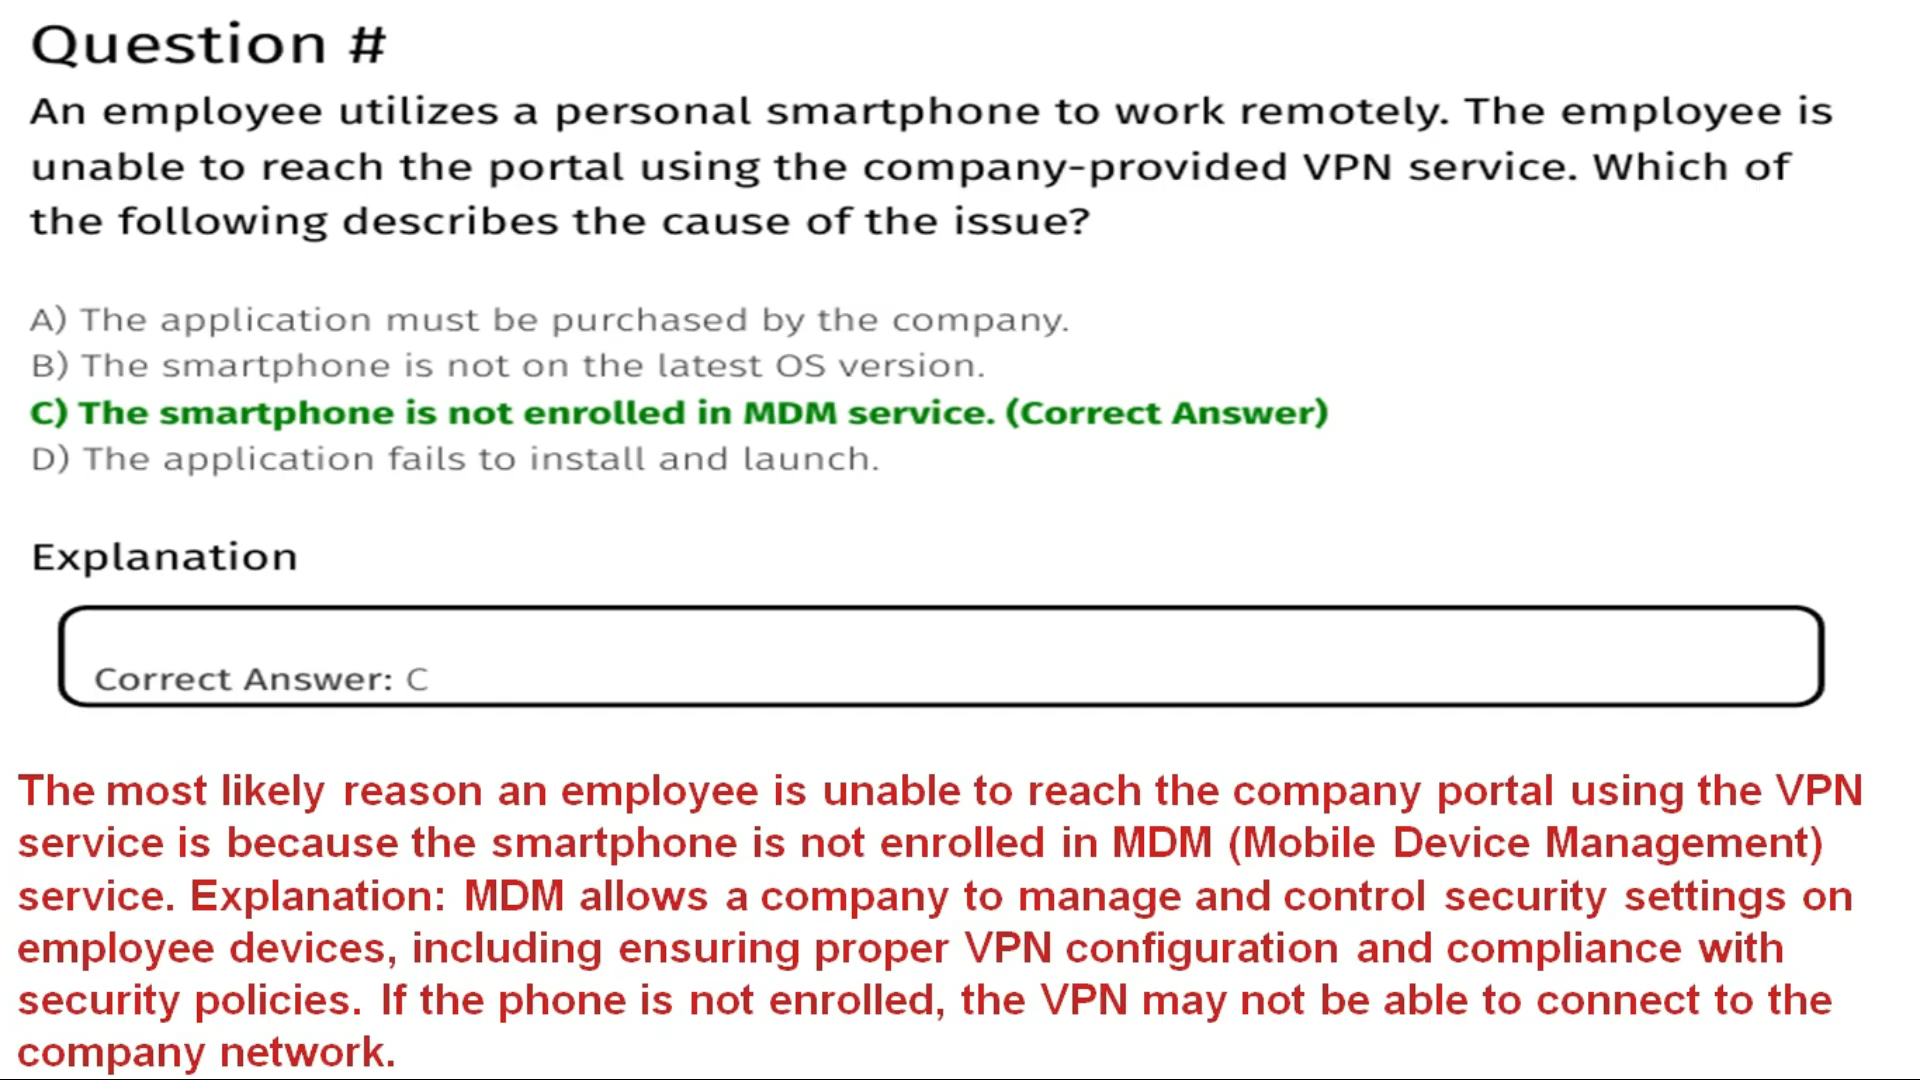 Question #
An employee utilizes a personal smartphone to work remotely. The employee is
unable to reach the portal using the company-provided VPN service. Which of
the following describes the cause of the issue?
A) The application must be purchased by the company.
B) The smartphone is not on the latest OS version.
C) The smartphone is not enrolled in MDM service. (Correct Answer)
D) The application fails to install and launch.
Explanation
Correct Answer: C
The most likely reason an employee is unable to reach the company portal using the VPN
service is because the smartphone is not enrolled in MDM (Mobile Device Management)
service. Explanation: MDM allows a company to manage and control security settings on
employee devices, including ensuring proper VPN configuration and compliance with
security policies. If the phone is not enrolled, the VPN may not be able to connect to the
company network.